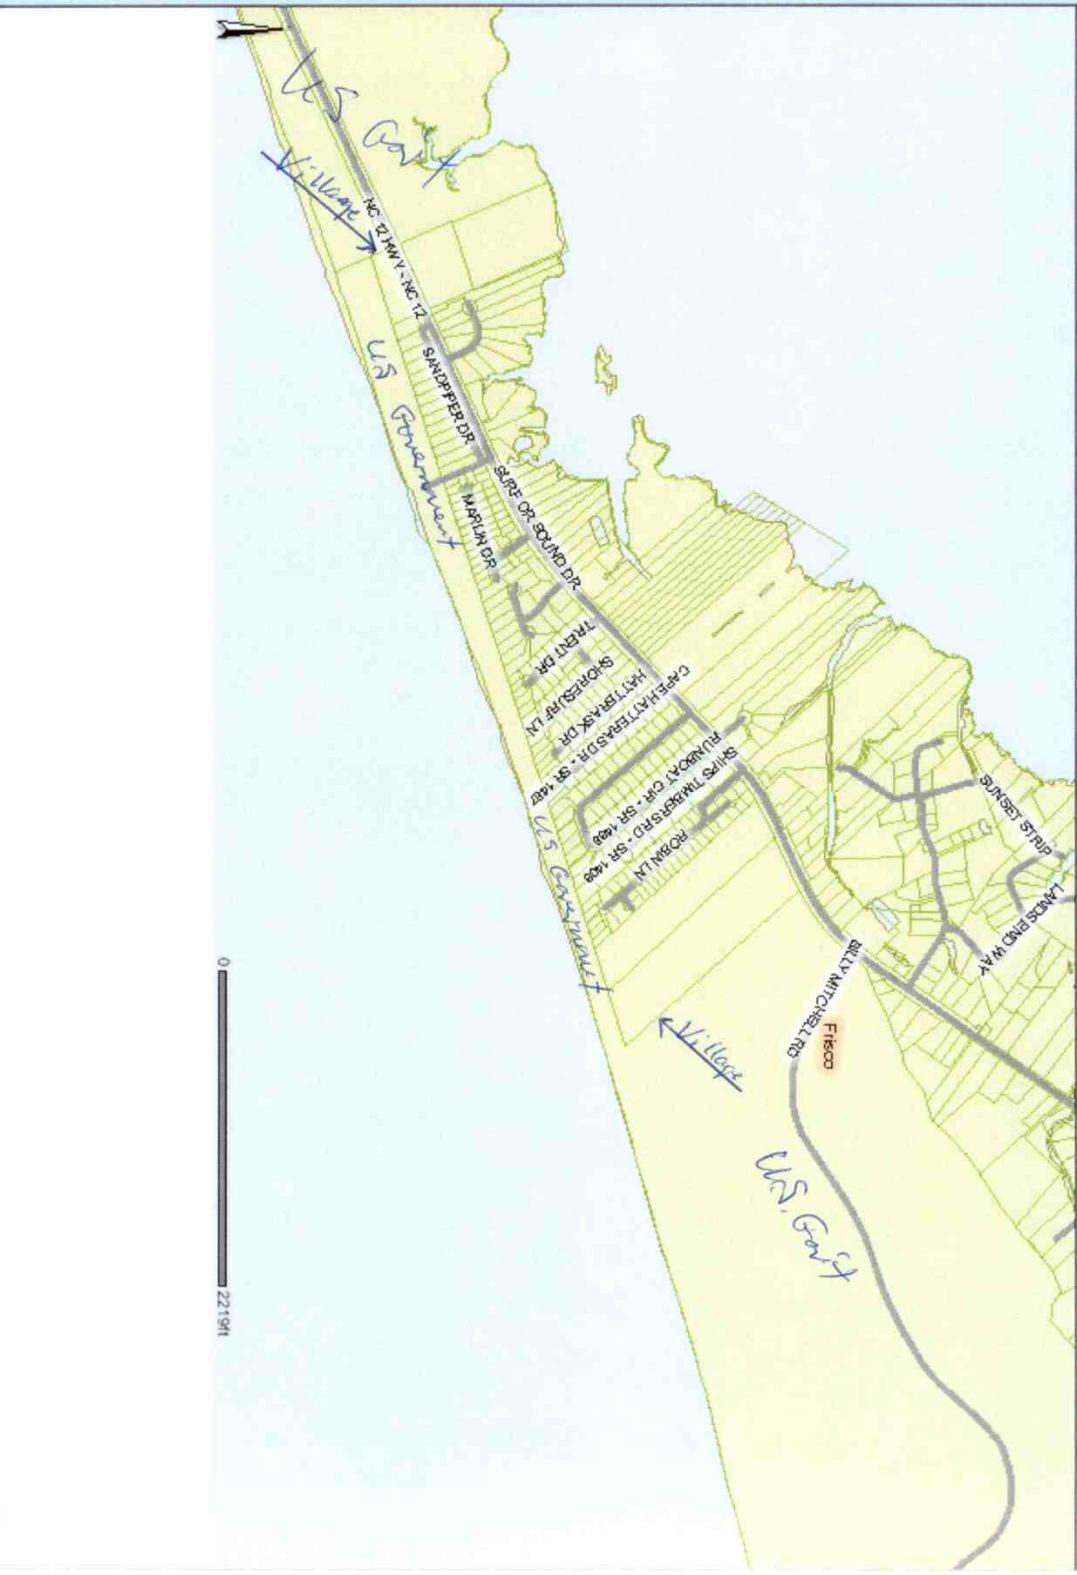 US Gov't
Village
NC 12 HWY - NC 12
US Government
SANDPIPER DR
MARLIN DR
SURF OR SOUND DR
TRENT DR
SHORESURF LN
HATTERASK DR
CAPE HATTERAS DR - SR 1487
RUNBOAT CIR - SR 1488
SHIPS TIMBERS RD - SR 1489
ROBIN LN
US Government
SUNSET STRIP
LANDS END WAY
BILLY MITCHELL RD
Frisco
Village
U.S. Gov't
0
2219ft